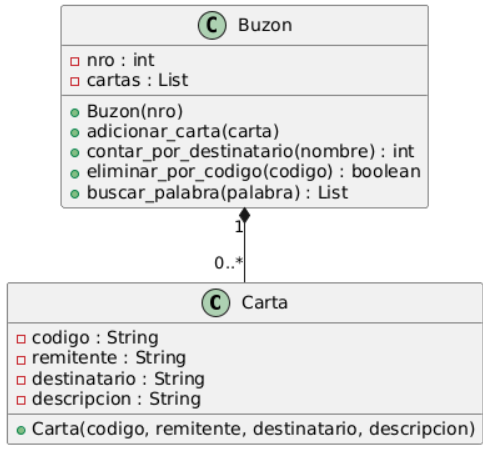 C Buzon
nro : int
cartas : List
Buzon(nro)
adicionar_carta(carta)
contar_por_destinatario(nombre) : int
eliminar_por_codigo(codigo) : boolean
buscar_palabra(palabra) : List
1
0..*
C Carta
codigo : String
remitente : String
destinatario : String
descripcion : String
Carta(codigo, remitente, destinatario, descripcion)